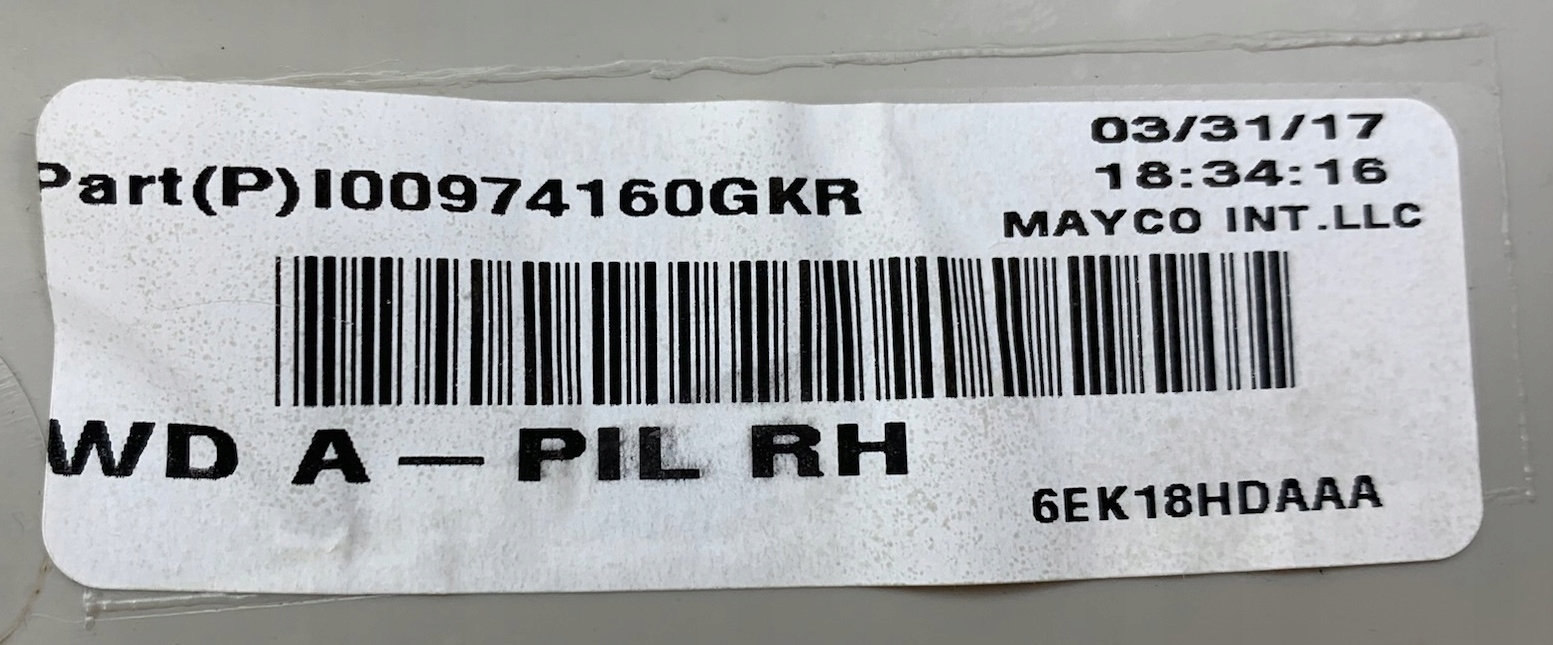 Part(P)I00974160GKR
03/31/17
18:34:16
MAYCO INT.LLC
WD A-PIL RH
6EK18HDAAA